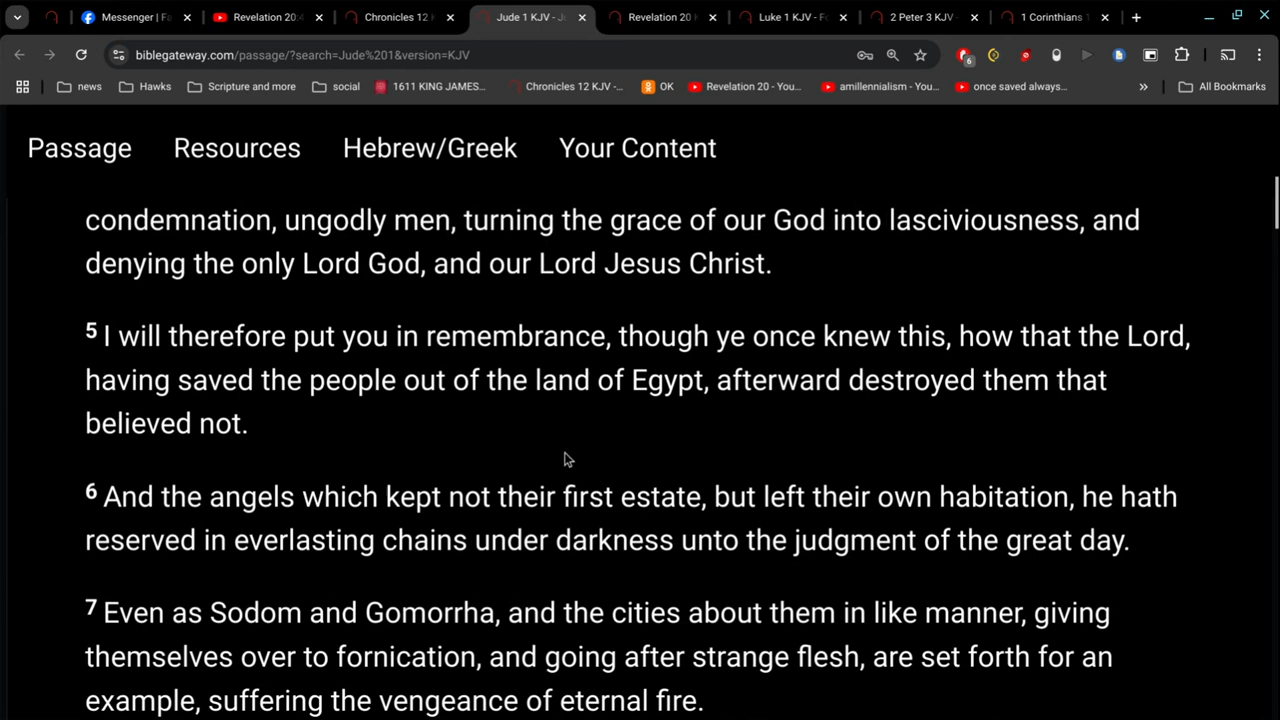 Messenger | Fa
Revelation 20:4
Chronicles 12 K
Jude 1 KJV - Jo
Revelation 20 K
Luke 1 KJV - Fo
2 Peter 3 KJV -
1 Corinthians 1
biblegateway.com/passage/?search=Jude%201&version=KJV
6
news
Hawks
Scripture and more
social
1611 KING JAMES...
Chronicles 12 KJV -...
OK
Revelation 20 - You...
amillennialism - You...
once saved always...
»
All Bookmarks
Passage Resources Hebrew/Greek Your Content
condemnation, ungodly men, turning the grace of our God into lasciviousness, and
denying the only Lord God, and our Lord Jesus Christ.
5 I will therefore put you in remembrance, though ye once knew this, how that the Lord,
having saved the people out of the land of Egypt, afterward destroyed them that
believed not.
6 And the angels which kept not their first estate, but left their own habitation, he hath
reserved in everlasting chains under darkness unto the judgment of the great day.
7 Even as Sodom and Gomorrha, and the cities about them in like manner, giving
themselves over to fornication, and going after strange flesh, are set forth for an
example, suffering the vengeance of eternal fire.